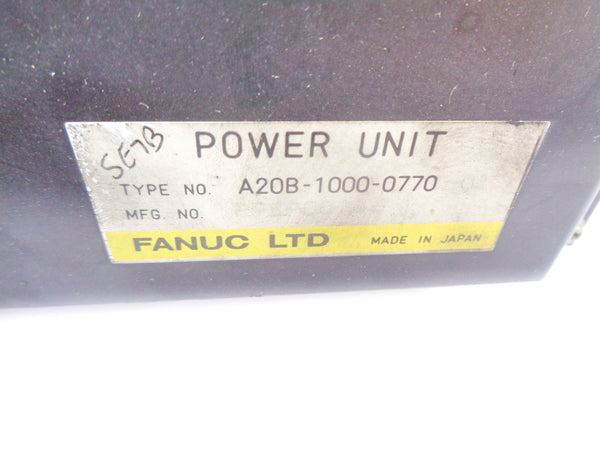 SE7B
POWER UNIT
TYPE NO. A20B-1000-0770
MFG. NO.
FANUC LTD MADE IN JAPAN